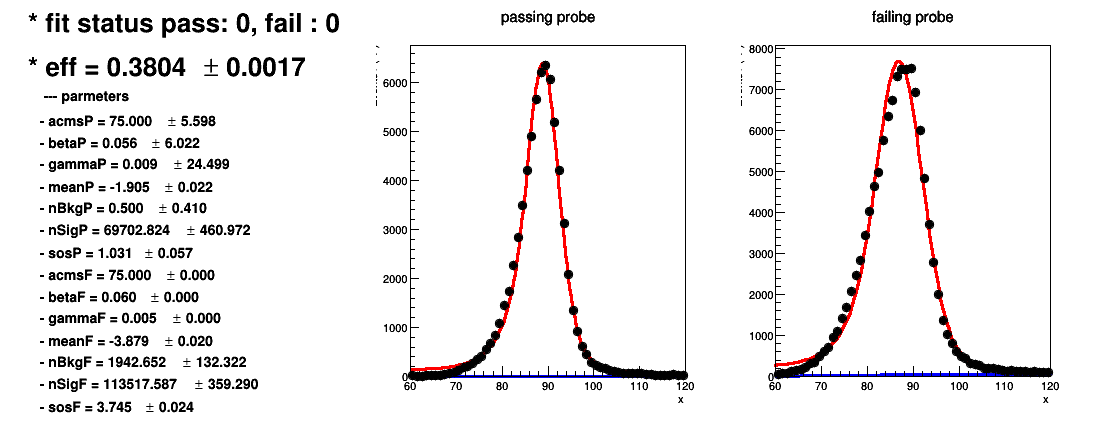 * fit status pass: 0, fail : 0
* eff = 0.3804 ± 0.0017
--- parmeters
- acmsP = 75.000 ± 5.598
- betaP = 0.056 ± 6.022
- gammaP = 0.009 ± 24.499
- meanP = -1.905 ± 0.022
- nBkgP = 0.500 ± 0.410
- nSigP = 69702.824 ± 460.972
- sosP = 1.031 ± 0.057
- acmsF = 75.000 ± 0.000
- betaF = 0.060 ± 0.000
- gammaF = 0.005 ± 0.000
- meanF = -3.879 ± 0.020
- nBkgF = 1942.652 ± 132.322
- nSigF = 113517.587 ± 359.290
- sosF = 3.745 ± 0.024
passing probe
6000
5000
4000
3000
2000
1000
0
60 70 80 90 100 110 120
x
failing probe
8000
7000
6000
5000
4000
3000
2000
1000
0
60 70 80 90 100 110 120
x